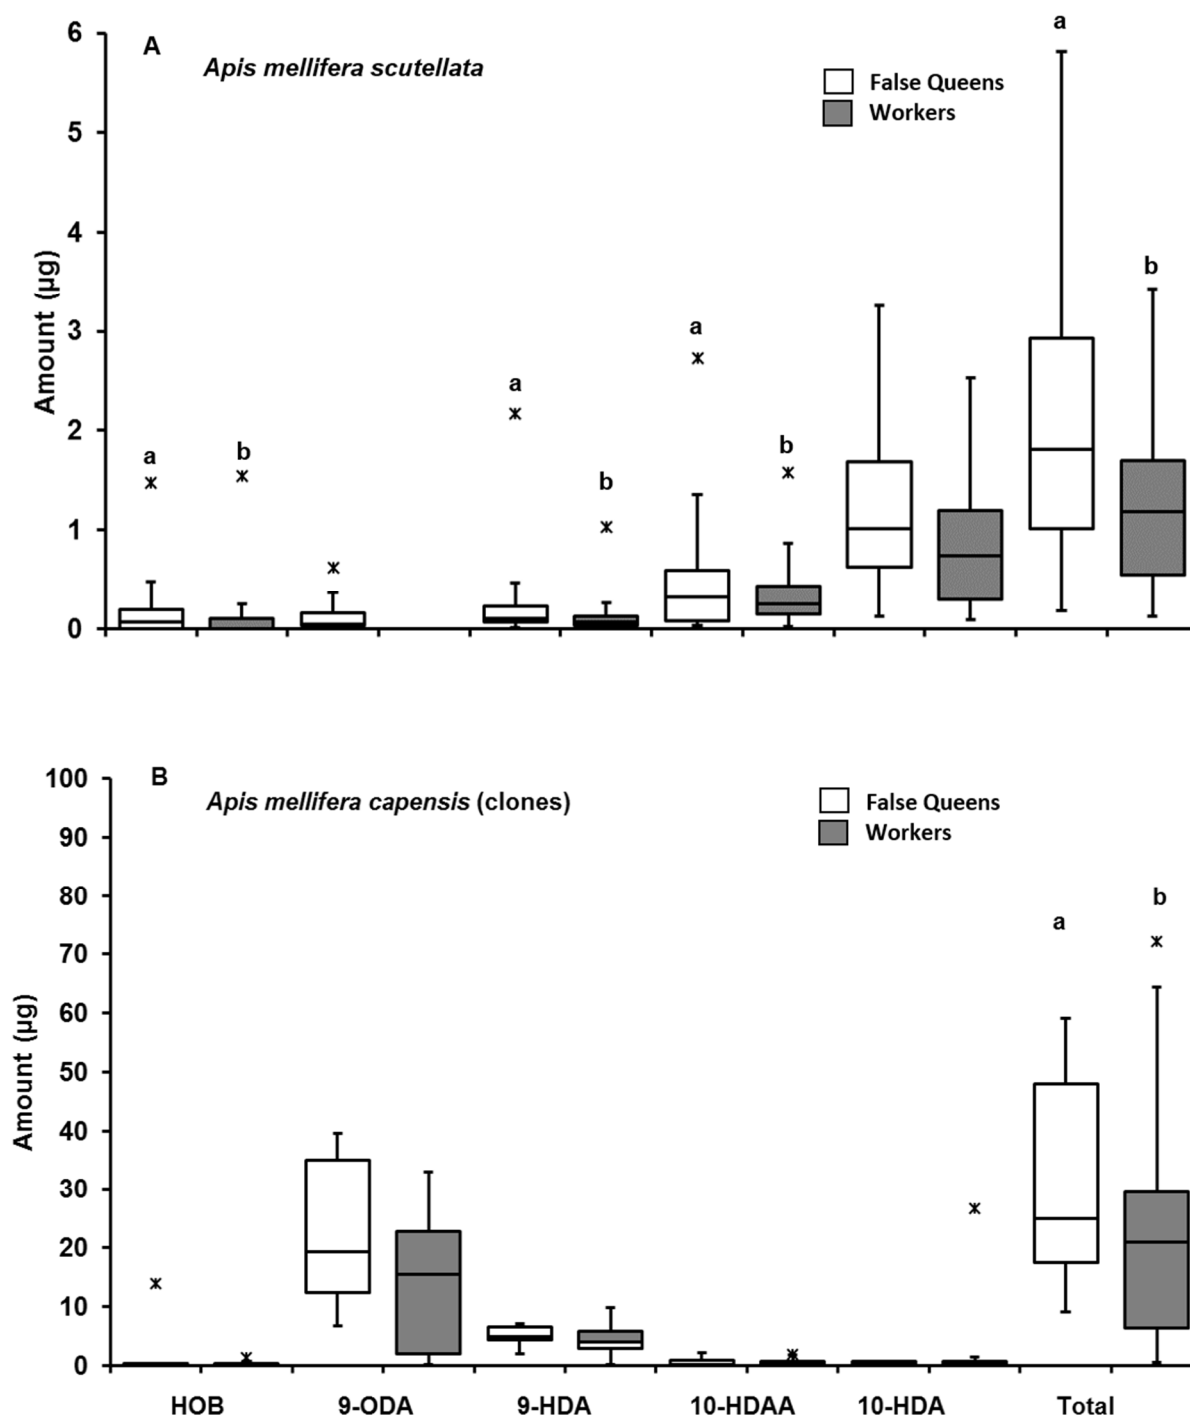 6
a
A
Apis mellifera scutellata
False Queens
Workers
5
4
b
3
a
a
b
2
a
b
b
1
0
Amount (µg)
100
B
Apis mellifera capensis (clones)
False Queens
Workers
90
80
b
a
70
60
50
40
30
20
10
0
Amount (µg)
HOB 9-ODA 9-HDA 10-HDAA 10-HDA Total